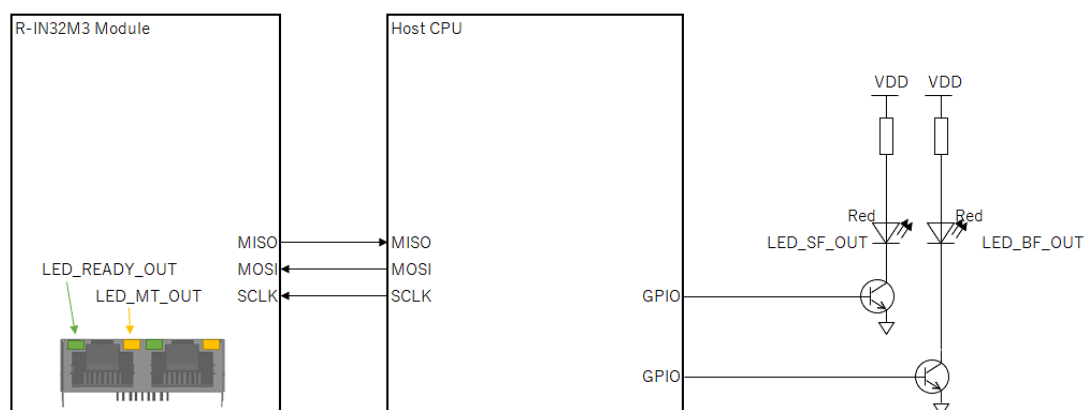 R-IN32M3 Module
Host CPU
VDD
VDD
Red
Red
LED_SF_OUT
LED_BF_OUT
MISO
MISO
LED_READY_OUT
MOSI
MOSI
LED_MT_OUT
SCLK
SCLK
GPIO
GPIO